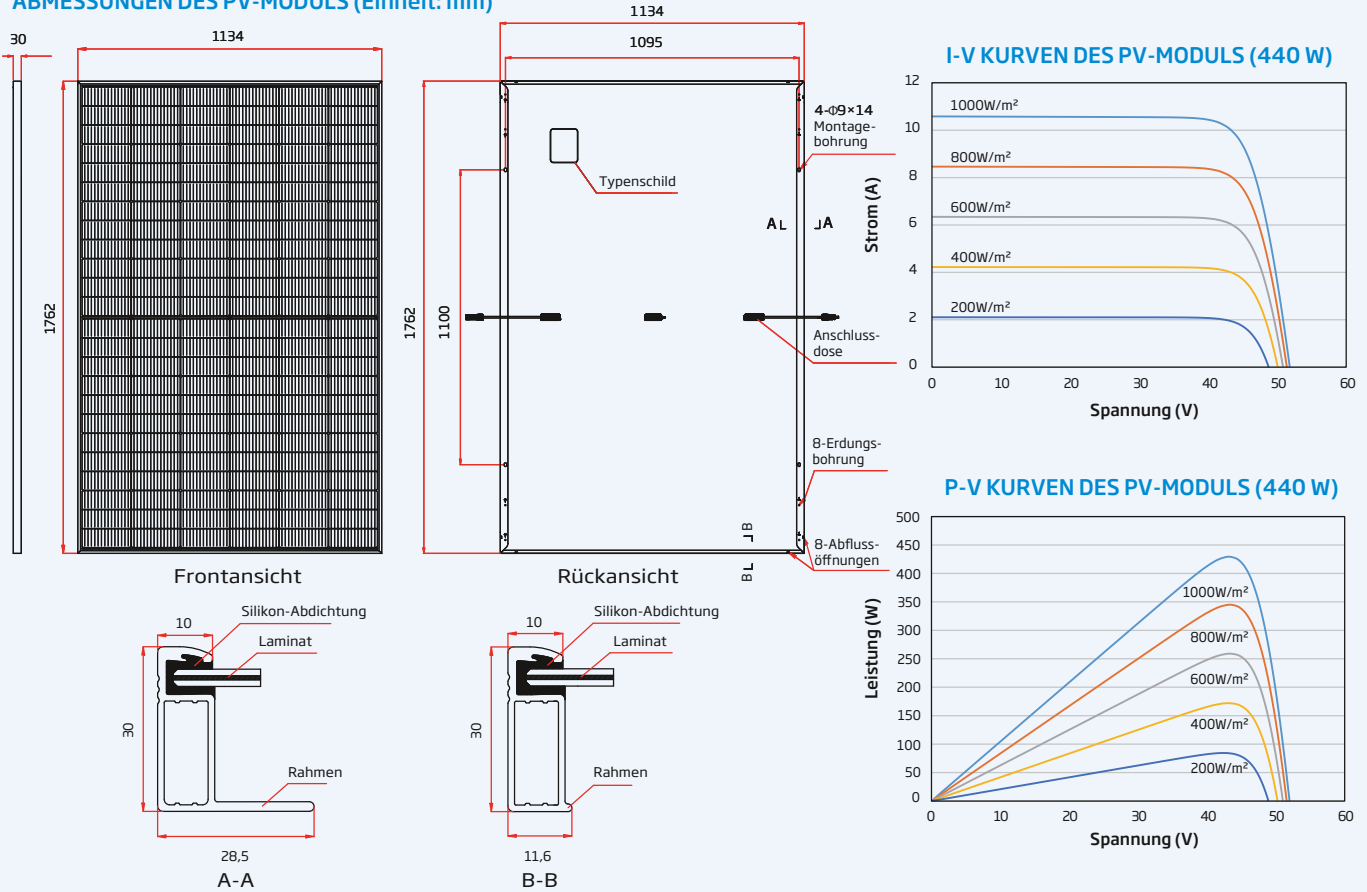 ABMESSUNGEN DES PV-MODULS (Einheit: mm)
30
1134
1762
Frontansicht
1134
1095
1762
1100
4-Φ9×14
Montage-
bohrung
Typenschild
A
A
Anschluss-
dose
8-Erdungs-
bohrung
B
B
8-Abfluss-
öffnungen
Rückansicht
10
Silikon-Abdichtung
Laminat
30
Rahmen
28,5
A-A
10
Silikon-Abdichtung
Laminat
30
Rahmen
11,6
B-B
I-V KURVEN DES PV-MODULS (440 W)
Strom (A)
12
10
8
6
4
2
0
1000W/m²
800W/m²
600W/m²
400W/m²
200W/m²
0 10 20 30 40 50 60
Spannung (V)
P-V KURVEN DES PV-MODULS (440 W)
Leistung (W)
500
450
400
350
300
250
200
150
100
50
0
1000W/m²
800W/m²
600W/m²
400W/m²
200W/m²
0 10 20 30 40 50 60
Spannung (V)